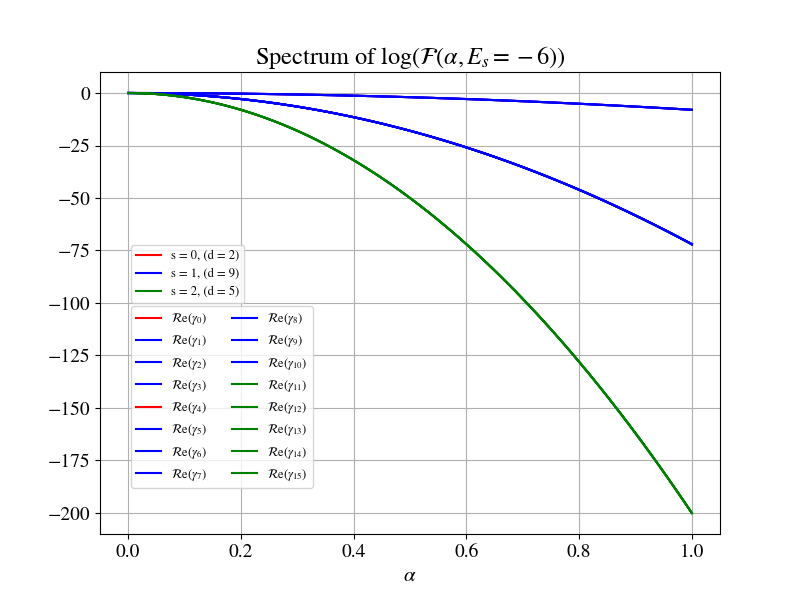 Spectrum of log(ℱ(α, E_s = −6))
0
−25
−50
−75
−100
−125
−150
−175
−200
s = 0, (d = 2)
s = 1, (d = 9)
s = 2, (d = 5)
ℛe(γ₀)
ℛe(γ₁)
ℛe(γ₂)
ℛe(γ₃)
ℛe(γ₄)
ℛe(γ₅)
ℛe(γ₆)
ℛe(γ₇)
ℛe(γ₈)
ℛe(γ₉)
ℛe(γ₁₀)
ℛe(γ₁₁)
ℛe(γ₁₂)
ℛe(γ₁₃)
ℛe(γ₁₄)
ℛe(γ₁₅)
0.0 0.2 0.4 0.6 0.8 1.0
α